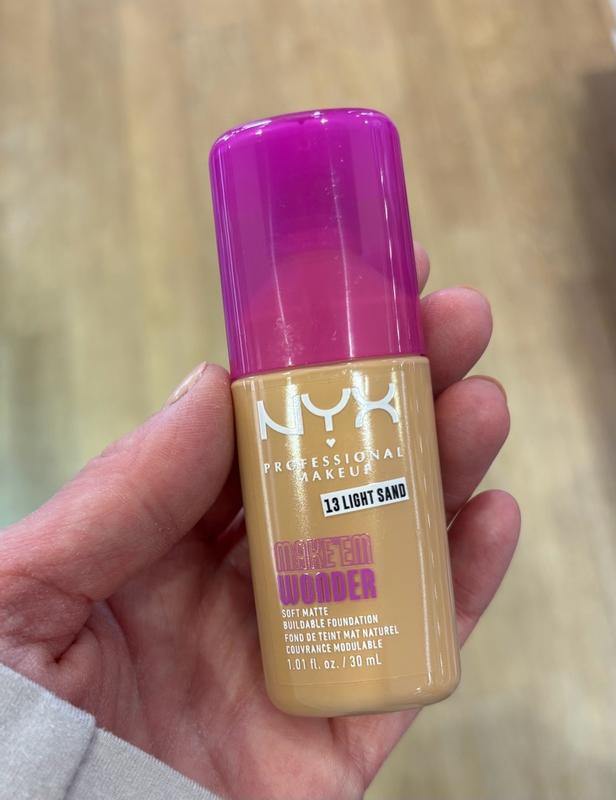 NYX
PROFESSIONAL
MAKEUP
13 LIGHT SAND
MAKE'EM
WONDER
SOFT MATTE
BUILDABLE FOUNDATION
FOND DE TEINT MAT NATUREL
COUVRANCE MODULABLE
1.01 fl. oz. / 30 mL